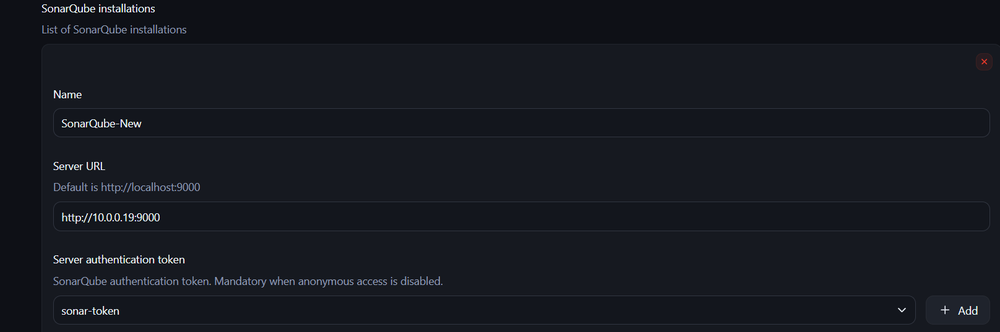 SonarQube installations
List of SonarQube installations
Name
SonarQube-New
Server URL
Default is http://localhost:9000
http://10.0.0.19:9000
Server authentication token
SonarQube authentication token. Mandatory when anonymous access is disabled.
sonar-token
+ Add